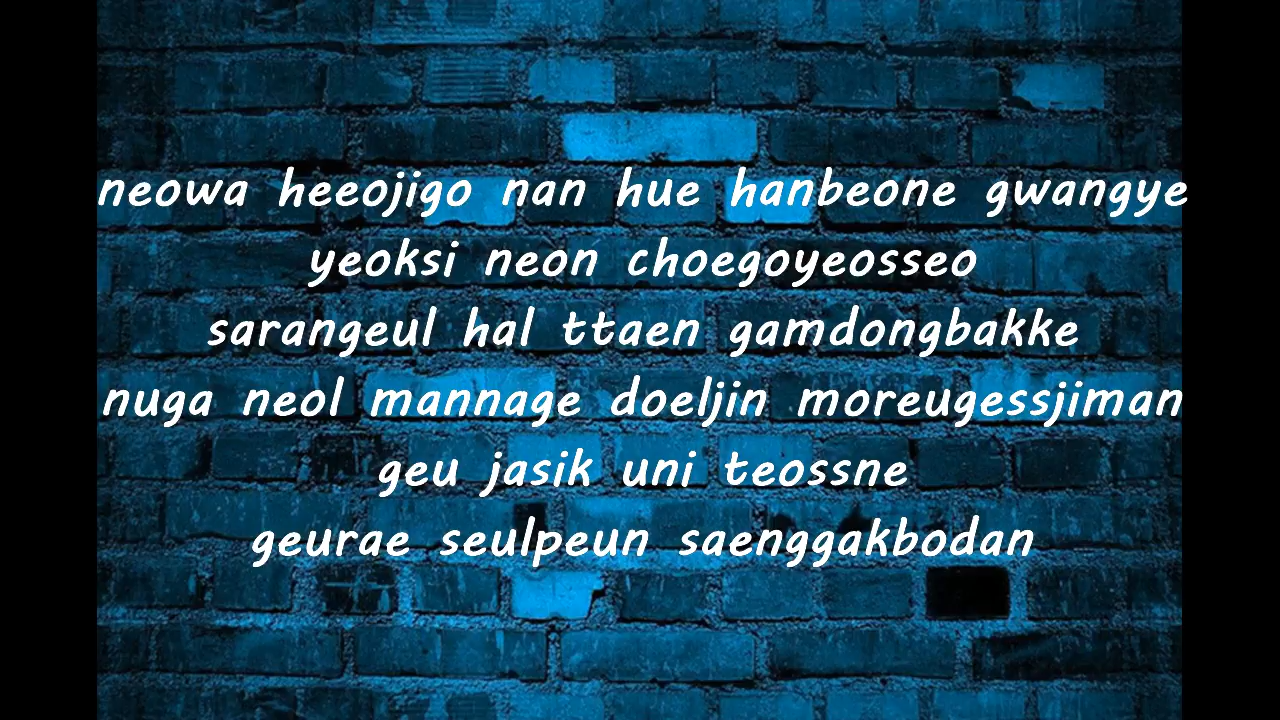 neowa heeojigo nan hue hanbeone gwangye
yeoksi neon choegoyeosseo
sarangeul hal ttaen gamdongbakke
nuga neol mannage doeljin moreugessjiman
geu jasik uni teossne
geurae seulpeun saenggakbodan